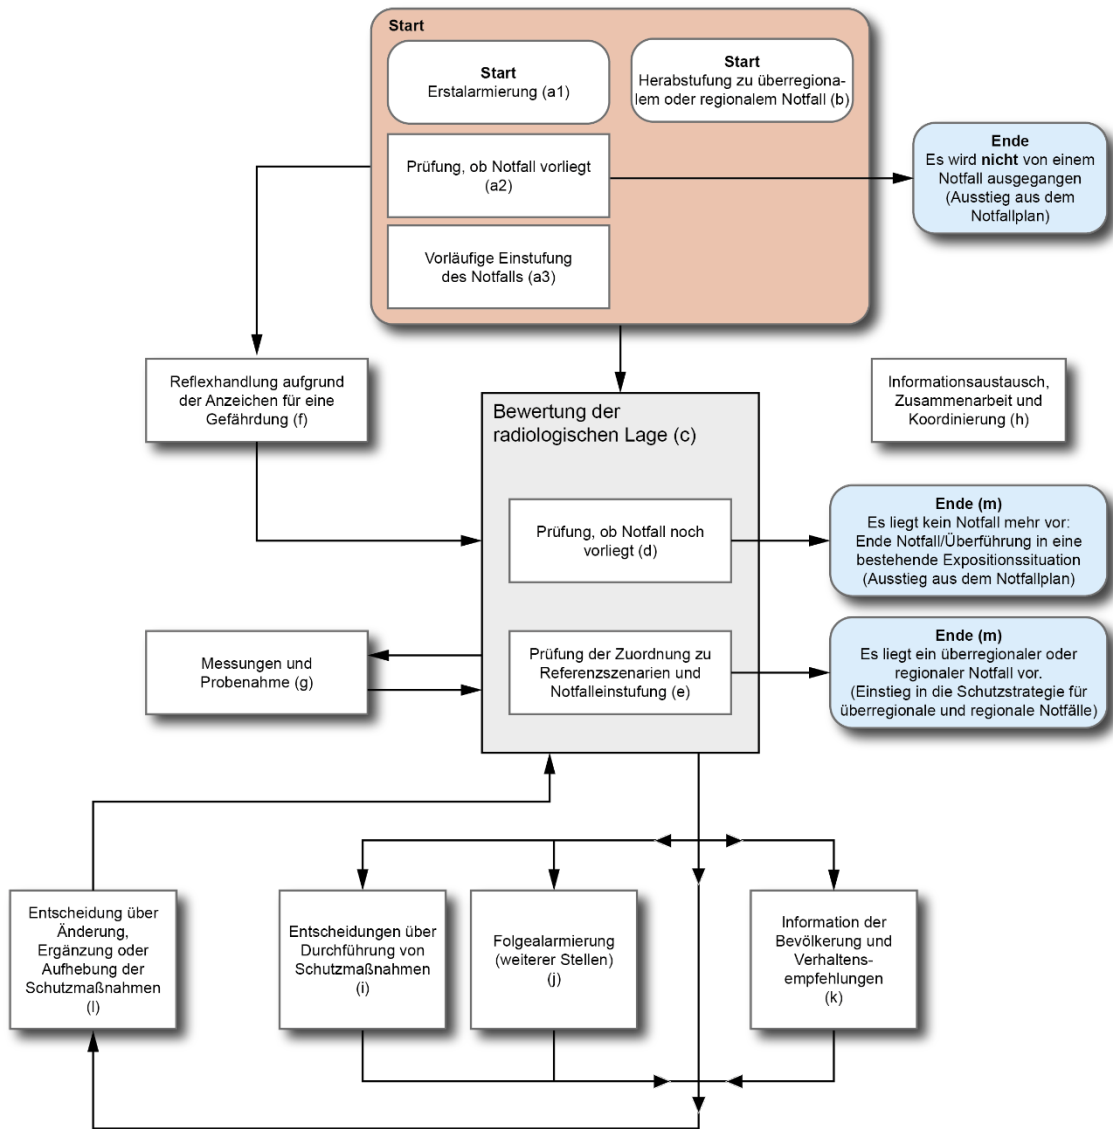 Start
Start
Erstalarmierung (a1)
Start
Herabstufung zu überregiona-
lem oder regionalem Notfall (b)
Prüfung, ob Notfall vorliegt
(a2)
Vorläufige Einstufung
des Notfalls (a3)
Ende
Es wird nicht von einem
Notfall ausgegangen
(Ausstieg aus dem
Notfallplan)
Reflexhandlung aufgrund
der Anzeichen für eine
Gefährdung (f)
Bewertung der
radiologischen Lage (c)
Informationsaustausch,
Zusammenarbeit und
Koordinierung (h)
Prüfung, ob Notfall noch
vorliegt (d)
Ende (m)
Es liegt kein Notfall mehr vor:
Ende Notfall/Überführung in eine
bestehende Expositionssituation
(Ausstieg aus dem Notfallplan)
Messungen und
Probenahme (g)
Prüfung der Zuordnung zu
Referenzszenarien und
Notfalleinstufung (e)
Ende (m)
Es liegt ein überregionaler oder
regionaler Notfall vor.
(Einstieg in die Schutzstrategie für
überregionale und regionale Notfälle)
Entscheidung über
Änderung,
Ergänzung oder
Aufhebung der
Schutzmaßnahmen
(l)
Entscheidungen über
Durchführung von
Schutzmaßnahmen
(i)
Folgealarmierung
(weiterer Stellen)
(j)
Information der
Bevölkerung und
Verhaltens-
empfehlungen
(k)